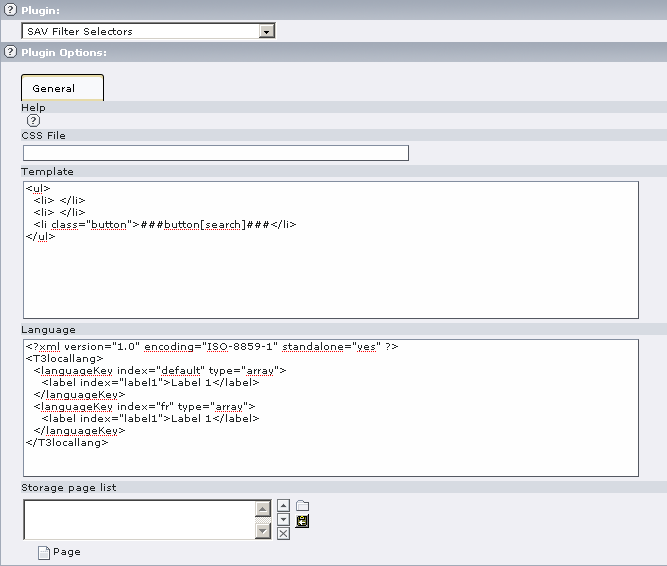 Plugin:
SAV Filter Selectors
Plugin Options:
General
Help
CSS File
Template
<ul>
  <li> </li>
  <li> </li>
  <li class="button">###button[search]###</li>
</ul>
Language
<?xml version="1.0" encoding="ISO-8859-1" standalone="yes" ?>
<T3locallang>
  <languageKey index="default" type="array">
    <label index="label1">Label 1</label>
  </languageKey>
  <languageKey index="fr" type="array">
    <label index="label1">Label 1</label>
  </languageKey>
</T3locallang>
Storage page list
Page